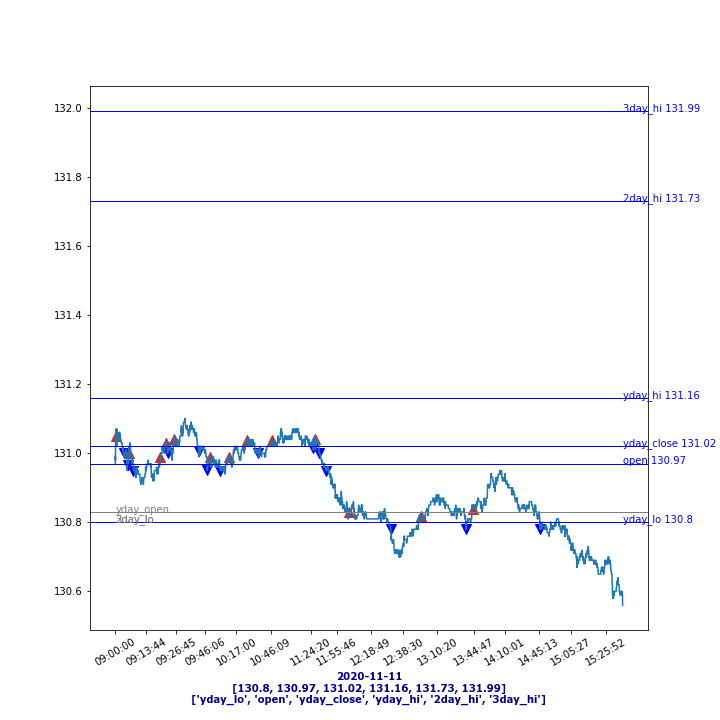 132.0
3day_hi 131.99
131.8
2day_hi 131.73
131.6
131.4
131.2
yday_hi 131.16
yday_close 131.02
131.0
open 130.97
yday_open
yday_lo
130.8
yday_lo 130.8
130.6
09:00:00 09:13:44 09:26:45 09:46:06 10:17:00 10:46:09 11:24:20 11:55:46 12:18:49 12:38:30 13:10:20 13:44:47 14:10:01 14:45:13 15:05:27 15:25:52
2020-11-11
[130.8, 130.97, 131.02, 131.16, 131.73, 131.99]
['yday_lo', 'open', 'yday_close', 'yday_hi', '2day_hi', '3day_hi']